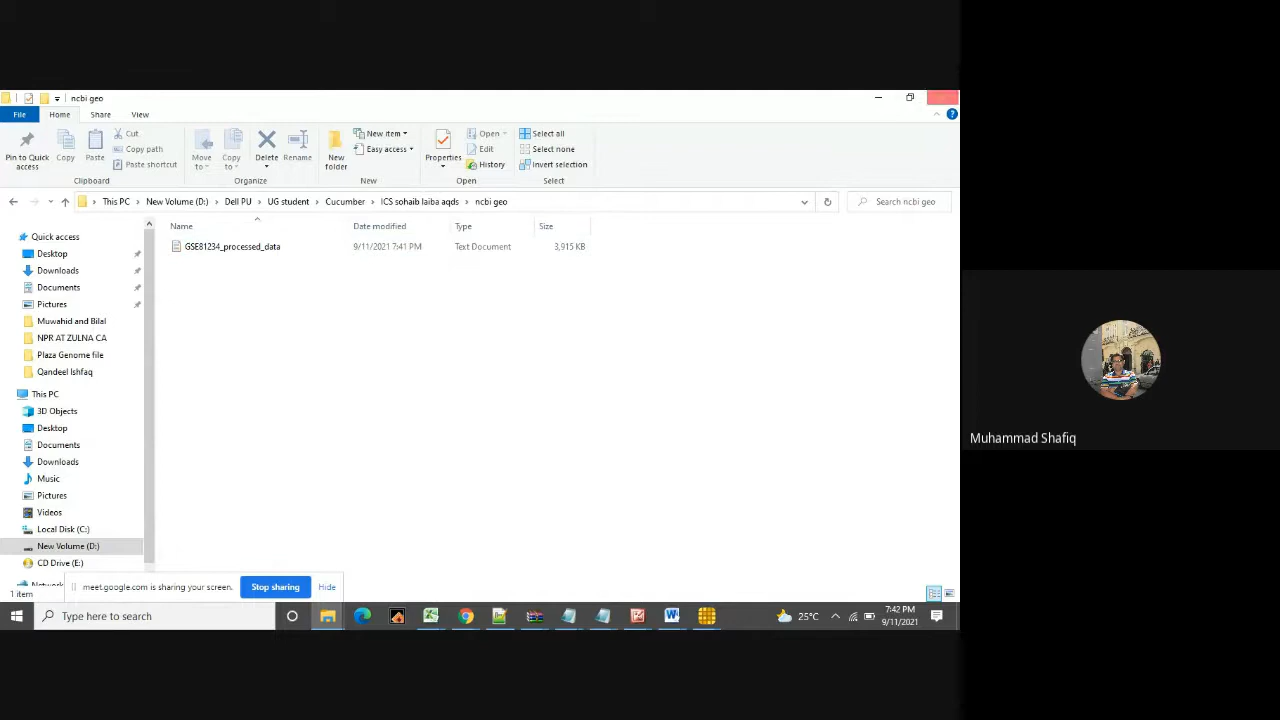 ncbi geo
File Home Share View
Pin to Quick access
Copy
Paste
Cut
Copy path
Paste shortcut
Clipboard
Move to
Copy to
Delete
Rename
Organize
New folder
New item
Easy access
New
Properties
Open
Edit
History
Open
Select all
Select none
Invert selection
Select
This PC > New Volume (D:) > Dell PU > UG student > Cucumber > ICS sohaib laiba aqds > ncbi geo
Search ncbi geo
Name Date modified Type Size
GSE81234_processed_data 9/11/2021 7:41 PM Text Document 3,915 KB
Quick access
Desktop
Downloads
Documents
Pictures
Muwahid and Bilal
NPR AT ZULNA CA
Plaza Genome file
Qandeel Ishfaq
This PC
3D Objects
Desktop
Documents
Downloads
Music
Pictures
Videos
Local Disk (C:)
New Volume (D:)
CD Drive (E:)
Network
1 item
meet.google.com is sharing your screen. Stop sharing Hide
Type here to search
25°C
7:42 PM
9/11/2021
Muhammad Shafiq